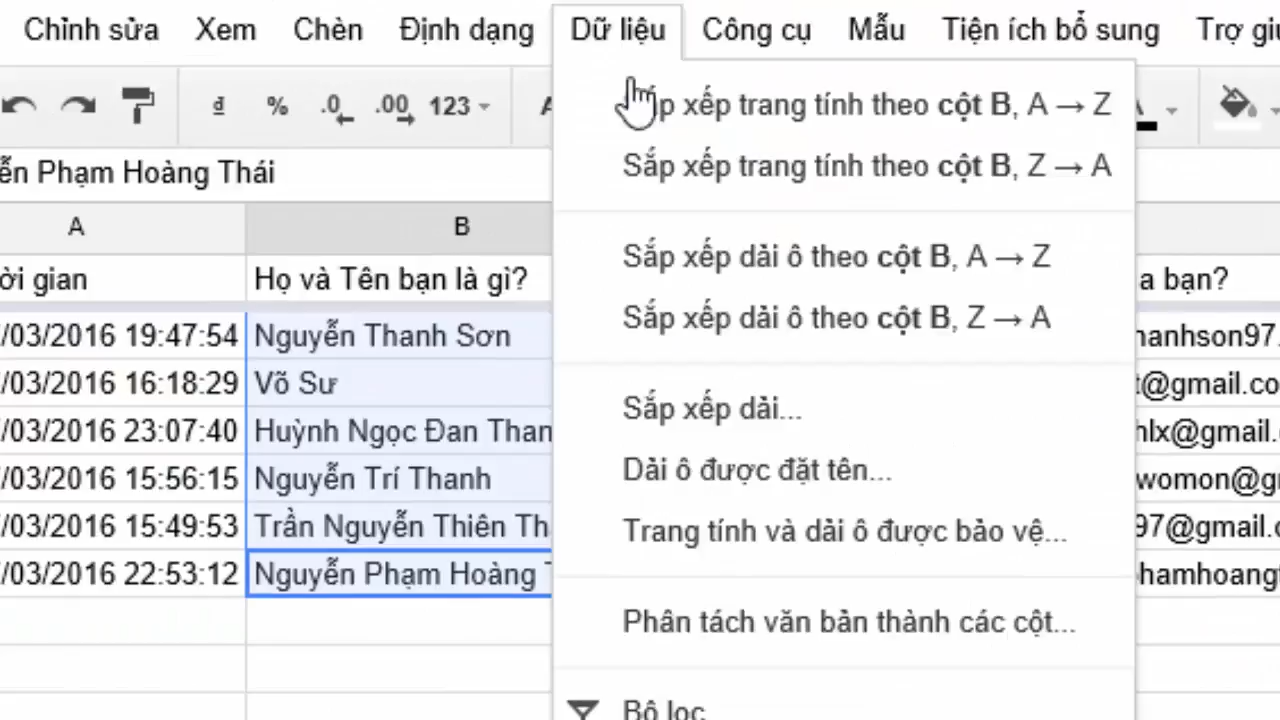 Chỉnh sửa Xem Chèn Định dạng Dữ liệu Công cụ Mẫu Tiện ích bổ sung Trợ
% .0 .00 123
Phạm Hoàng Thái
A B
gian Họ và Tên bạn là gì? bạn?
/03/2016 19:47:54 Nguyễn Thanh Sơn
/03/2016 16:18:29 Võ Sư @gmail.co
/03/2016 23:07:40 Huỳnh Ngọc Đan hlx@gmail.
/03/2016 15:56:15 Nguyễn Trí Thanh womon@g
/03/2016 15:49:53 Trần Nguyễn Thiên 97@gmail.
/03/2016 22:53:12 Nguyễn Phạm Hoàng
xếp trang tính theo cột B, A → Z
Sắp xếp trang tính theo cột B, Z → A
Sắp xếp dải ô theo cột B, A → Z
Sắp xếp dải ô theo cột B, Z → A
Sắp xếp dải...
Dải ô được đặt tên...
Trang tính và dải ô được bảo vệ...
Phân tách văn bản thành các cột...
Bộ lọc